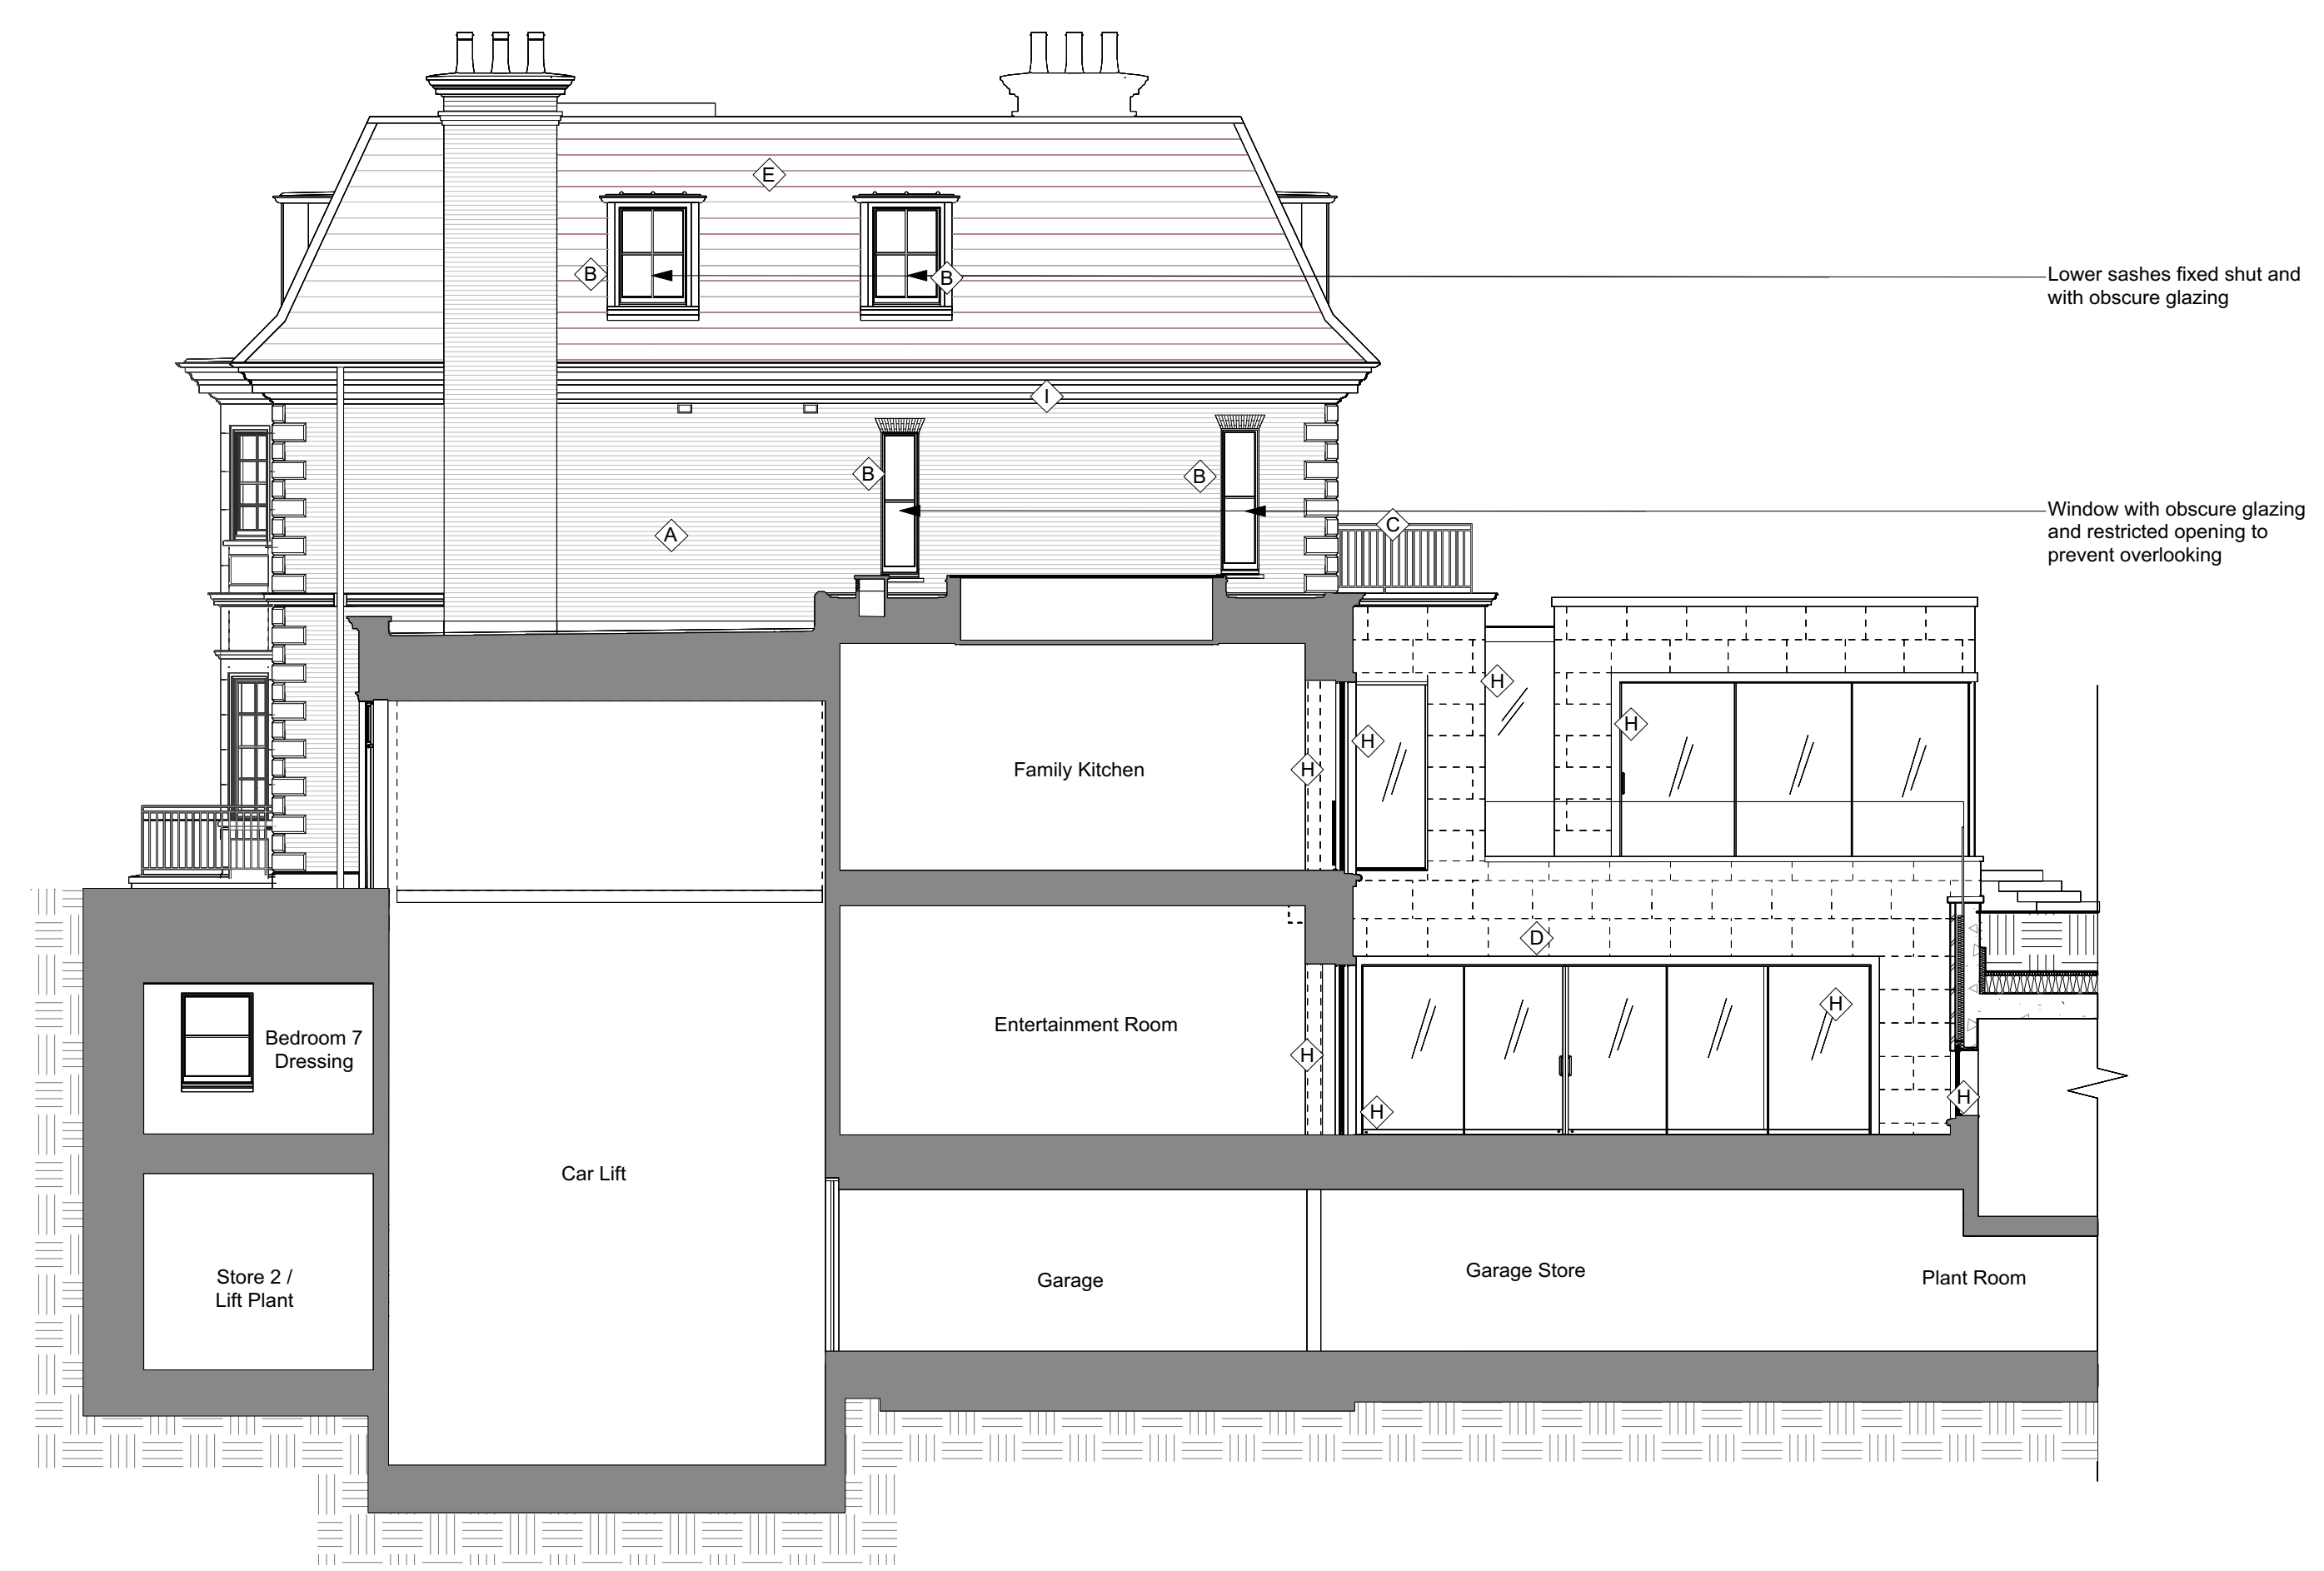 E
B
B
Lower sashes fixed shut and
with obscure glazing
I
B
B
Window with obscure glazing
and restricted opening to
prevent overlooking
C
A
H
H
H
H
Family Kitchen
H
D
Entertainment Room
H
H
H
H
Bedroom 7
Dressing
Car Lift
Store 2 /
Lift Plant
Garage
Garage Store
Plant Room